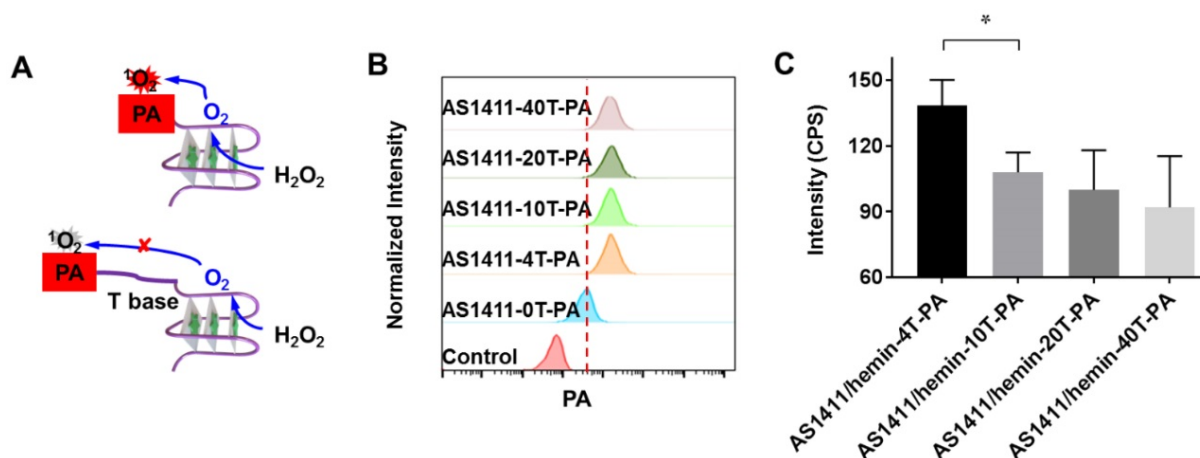 A
¹O₂
PA
O₂
H₂O₂
¹O₂
PA
T base
O₂
H₂O₂
B
Normalized Intensity
AS1411-40T-PA
AS1411-20T-PA
AS1411-10T-PA
AS1411-4T-PA
AS1411-0T-PA
Control
PA
C
*
Intensity (CPS)
150
120
90
60
AS1411/hemin-4T-PA
AS1411/hemin-10T-PA
AS1411/hemin-20T-PA
AS1411/hemin-40T-PA